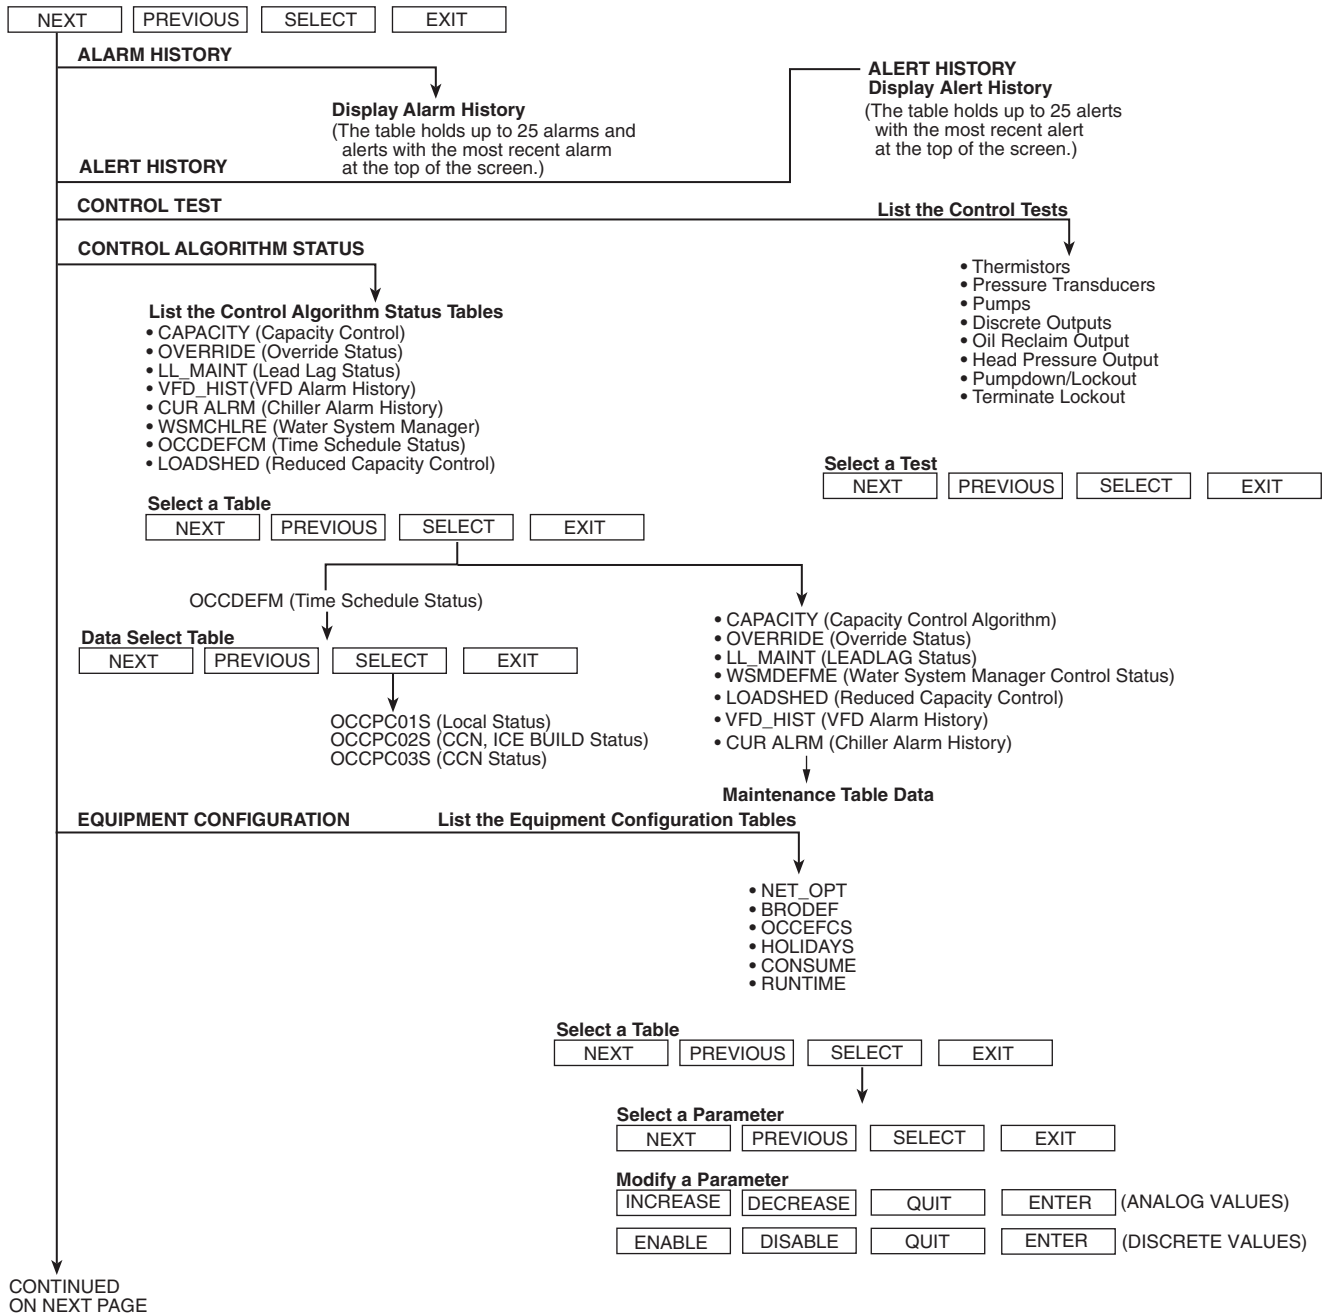 NEXT PREVIOUS SELECT EXIT
ALARM HISTORY
Display Alarm History
(The table holds up to 25 alarms and
alerts with the most recent alarm
at the top of the screen.)
ALERT HISTORY
ALERT HISTORY
Display Alert History
(The table holds up to 25 alerts
with the most recent alert
at the top of the screen.)
CONTROL TEST
List the Control Tests
• Thermistors
• Pressure Transducers
• Pumps
• Discrete Outputs
• Oil Reclaim Output
• Head Pressure Output
• Pumpdown/Lockout
• Terminate Lockout
Select a Test
NEXT PREVIOUS SELECT EXIT
CONTROL ALGORITHM STATUS
List the Control Algorithm Status Tables
• CAPACITY (Capacity Control)
• OVERRIDE (Override Status)
• LL_MAINT (Lead Lag Status)
• VFD_HIST(VFD Alarm History)
• CUR ALRM (Chiller Alarm History)
• WSMCHLRE (Water System Manager)
• OCCDEFCM (Time Schedule Status)
• LOADSHED (Reduced Capacity Control)
Select a Table
NEXT PREVIOUS SELECT EXIT
OCCDEFM (Time Schedule Status)
Data Select Table
NEXT PREVIOUS SELECT EXIT
OCCPC01S (Local Status)
OCCPC02S (CCN, ICE BUILD Status)
OCCPC03S (CCN Status)
• CAPACITY (Capacity Control Algorithm)
• OVERRIDE (Override Status)
• LL_MAINT (LEADLAG Status)
• WSMDEFME (Water System Manager Control Status)
• LOADSHED (Reduced Capacity Control)
• VFD_HIST (VFD Alarm History)
• CUR ALRM (Chiller Alarm History)
Maintenance Table Data
EQUIPMENT CONFIGURATION
List the Equipment Configuration Tables
• NET_OPT
• BRODEF
• OCCEFCS
• HOLIDAYS
• CONSUME
• RUNTIME
Select a Table
NEXT PREVIOUS SELECT EXIT
Select a Parameter
NEXT PREVIOUS SELECT EXIT
Modify a Parameter
INCREASE DECREASE QUIT ENTER (ANALOG VALUES)
ENABLE DISABLE QUIT ENTER (DISCRETE VALUES)
CONTINUED
ON NEXT PAGE